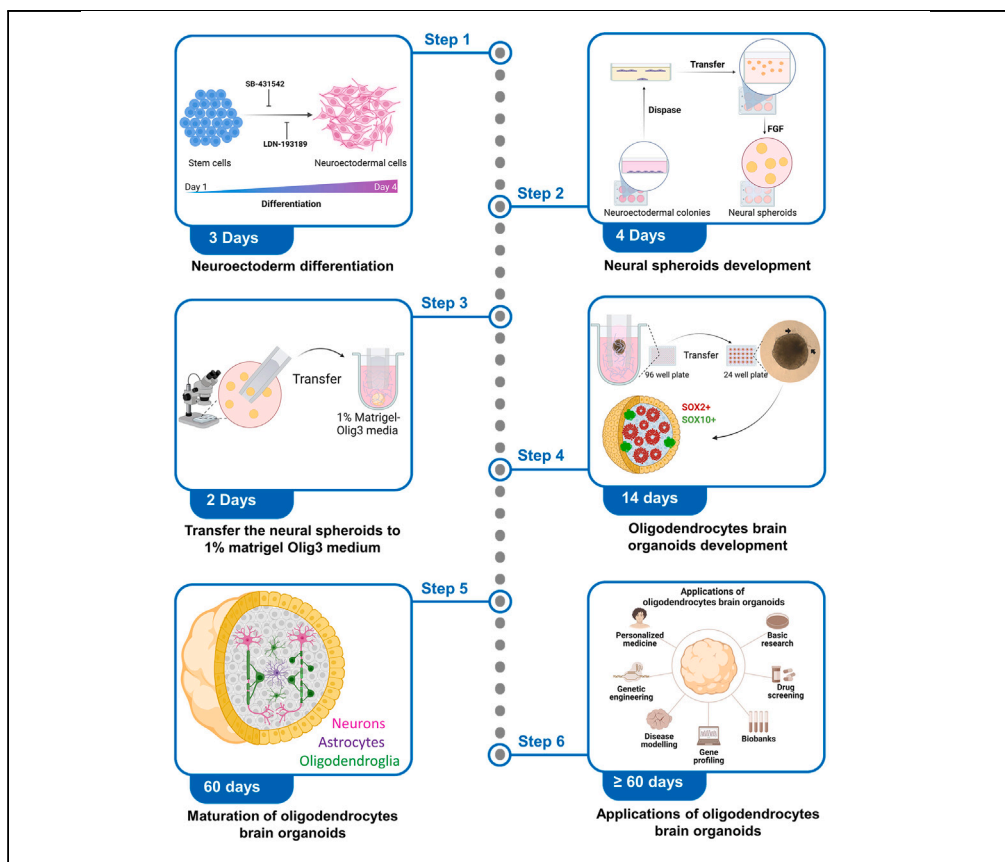 Step 1
SB-431542
LDN-193189
Stem cells
Neuroectodermal cells
Day 1
Day 4
Differentiation
3 Days
Neuroectoderm differentiation
Step 2
Transfer
Dispase
FGF
Neuroectodermal colonies
Neural spheroids
4 Days
Neural spheroids development
Step 3
Transfer
1% Matrigel-
Olig3 media
2 Days
Transfer the neural spheroids to
1% matrigel Olig3 medium
Step 4
Transfer
96 well plate
24 well plate
SOX2+
SOX10+
14 days
Oligodendrocytes brain
organoids development
Step 5
Neurons
Astrocytes
Oligodendroglia
60 days
Maturation of oligodendrocytes
brain organoids
Step 6
Applications of
oligodendrocytes brain organoids
Personalized
medicine
Basic
research
Genetic
engineering
Drug
screening
Disease
modelling
Gene
profiling
Biobanks
≥ 60 days
Applications of oligodendrocytes
brain organoids